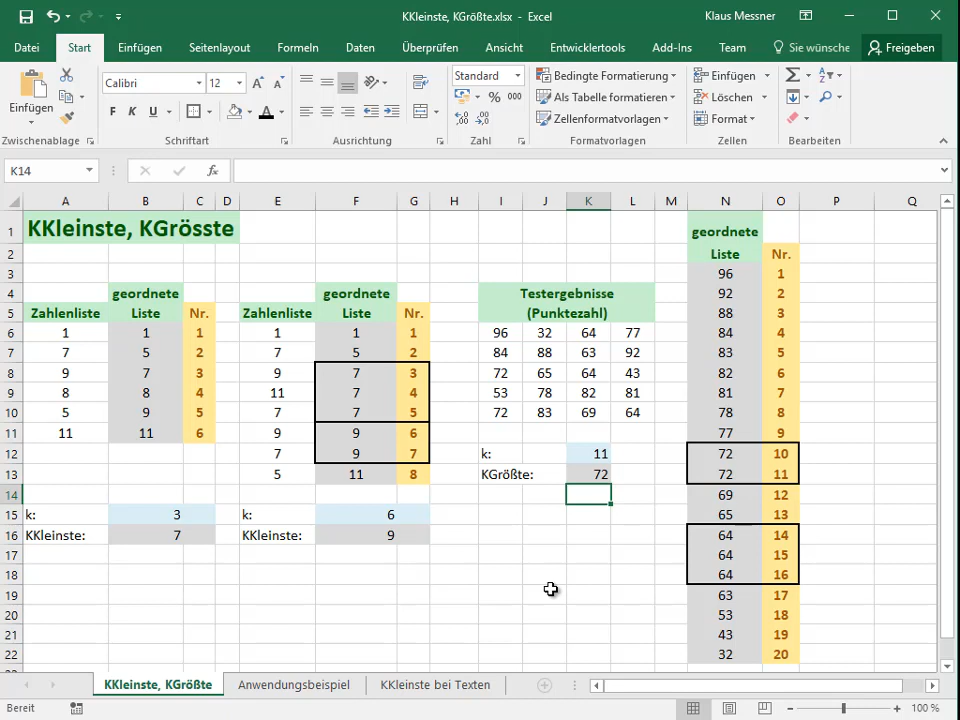 KKleinste, KGrößte.xlsx - Excel
Klaus Messner
Datei Start Einfügen Seitenlayout Formeln Daten Überprüfen Ansicht Entwicklertools Add-Ins Team Sie wünsche Freigeben
Einfügen
Calibri 12
F K U
Standard
% 000
Bedingte Formatierung
Als Tabelle formatieren
Zellenformatvorlagen
Einfügen
Löschen
Format
Zwischenablage Schriftart Ausrichtung Zahl Formatvorlagen Zellen Bearbeiten
K14 fx
A B C D E F G H I J K L M N O P Q
1 KKleinste, KGrösste geordnete
2 Liste Nr.
3 96 1
4 geordnete geordnete Testergebnisse 92 2
5 Zahlenliste Liste Nr. Zahlenliste Liste Nr. (Punktezahl) 88 3
6 1 1 1 1 1 1 96 32 64 77 84 4
7 7 5 2 7 5 2 84 88 63 92 83 5
8 9 7 3 9 7 3 72 65 64 43 82 6
9 8 8 4 11 7 4 53 78 82 81 81 7
10 5 9 5 7 7 5 72 83 69 64 78 8
11 11 11 6 9 9 6 77 9
12 7 9 7 k: 11 72 10
13 5 11 8 KGrößte: 72 72 11
14 69 12
15 k: 3 k: 6 65 13
16 KKleinste: 7 KKleinste: 9 64 14
17 64 15
18 64 16
19 63 17
20 53 18
21 43 19
22 32 20
KKleinste, KGrößte Anwendungsbeispiel KKleinste bei Texten
Bereit 100 %